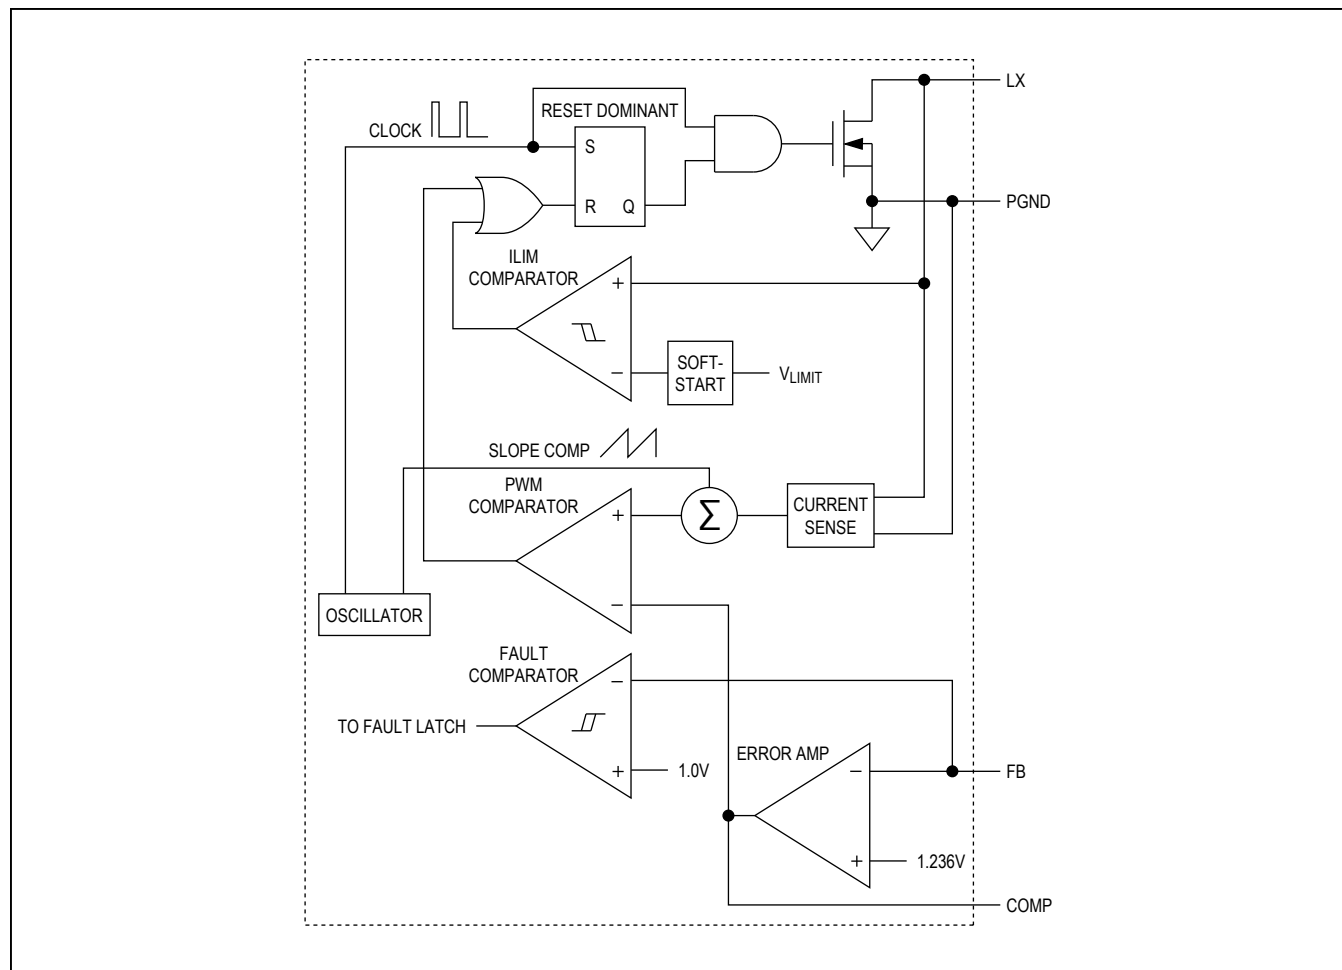 LX
RESET DOMINANT
CLOCK
S
R
Q
PGND
ILIM
COMPARATOR
+
−
SOFT-
START
VLIMIT
SLOPE COMP
PWM
COMPARATOR
+
Σ
CURRENT
SENSE
−
OSCILLATOR
FAULT
COMPARATOR
−
TO FAULT LATCH
+
1.0V
ERROR AMP
−
FB
+
1.236V
COMP